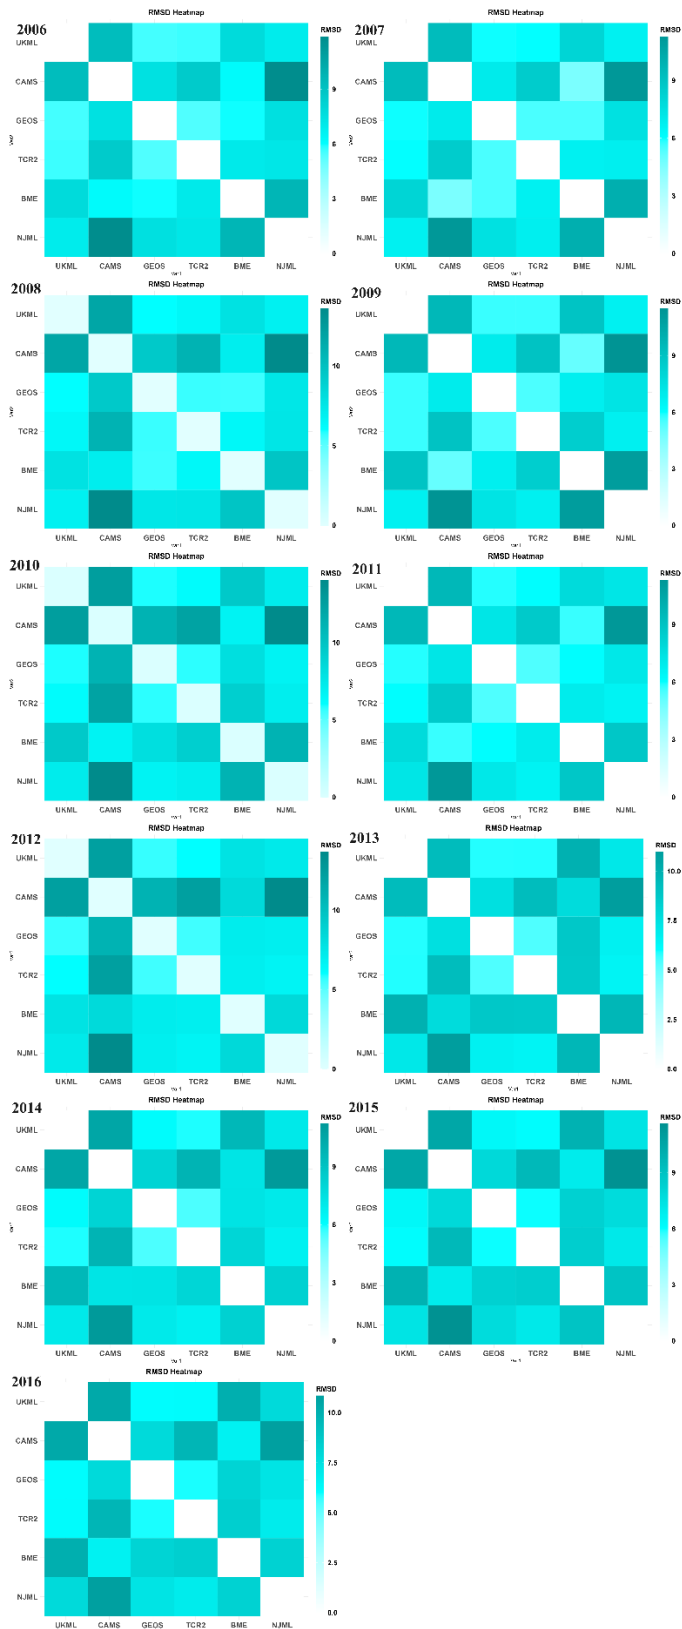 2006
RMSD Heatmap
RMSD
UKML
CAMS
GEOS
TCR2
BME
NJML
9
6
3
0
UKML CAMS GEOS TCR2 BME NJML
Var1
2007
RMSD Heatmap
RMSD
UKML
CAMS
GEOS
TCR2
BME
NJML
9
6
3
0
UKML CAMS GEOS TCR2 BME NJML
2008
RMSD Heatmap
RMSD
UKML
CAMS
GEOS
TCR2
BME
NJML
10
5
0
UKML CAMS GEOS TCR2 BME NJML
2009
RMSD Heatmap
RMSD
UKML
CAMS
GEOS
TCR2
BME
NJML
9
6
3
0
UKML CAMS GEOS TCR2 BME NJML
2010
RMSD Heatmap
RMSD
UKML
CAMS
GEOS
TCR2
BME
NJML
10
5
0
UKML CAMS GEOS TCR2 BME NJML
2011
RMSD Heatmap
RMSD
UKML
CAMS
GEOS
TCR2
BME
NJML
9
6
3
0
UKML CAMS GEOS TCR2 BME NJML
2012
RMSD Heatmap
RMSD
UKML
CAMS
GEOS
TCR2
BME
NJML
10
5
0
UKML CAMS GEOS TCR2 BME NJML
2013
RMSD Heatmap
RMSD
UKML
CAMS
GEOS
TCR2
BME
NJML
10.0
7.5
5.0
2.5
0.0
UKML CAMS GEOS TCR2 BME NJML
Var1
2014
RMSD Heatmap
RMSD
UKML
CAMS
GEOS
TCR2
BME
NJML
9
6
3
0
UKML CAMS GEOS TCR2 BME NJML
2015
RMSD Heatmap
RMSD
UKML
CAMS
GEOS
TCR2
BME
NJML
9
6
3
0
UKML CAMS GEOS TCR2 BME NJML
2016
RMSD Heatmap
RMSD
UKML
CAMS
GEOS
TCR2
BME
NJML
10.0
7.5
5.0
2.5
0.0
UKML CAMS GEOS TCR2 BME NJML